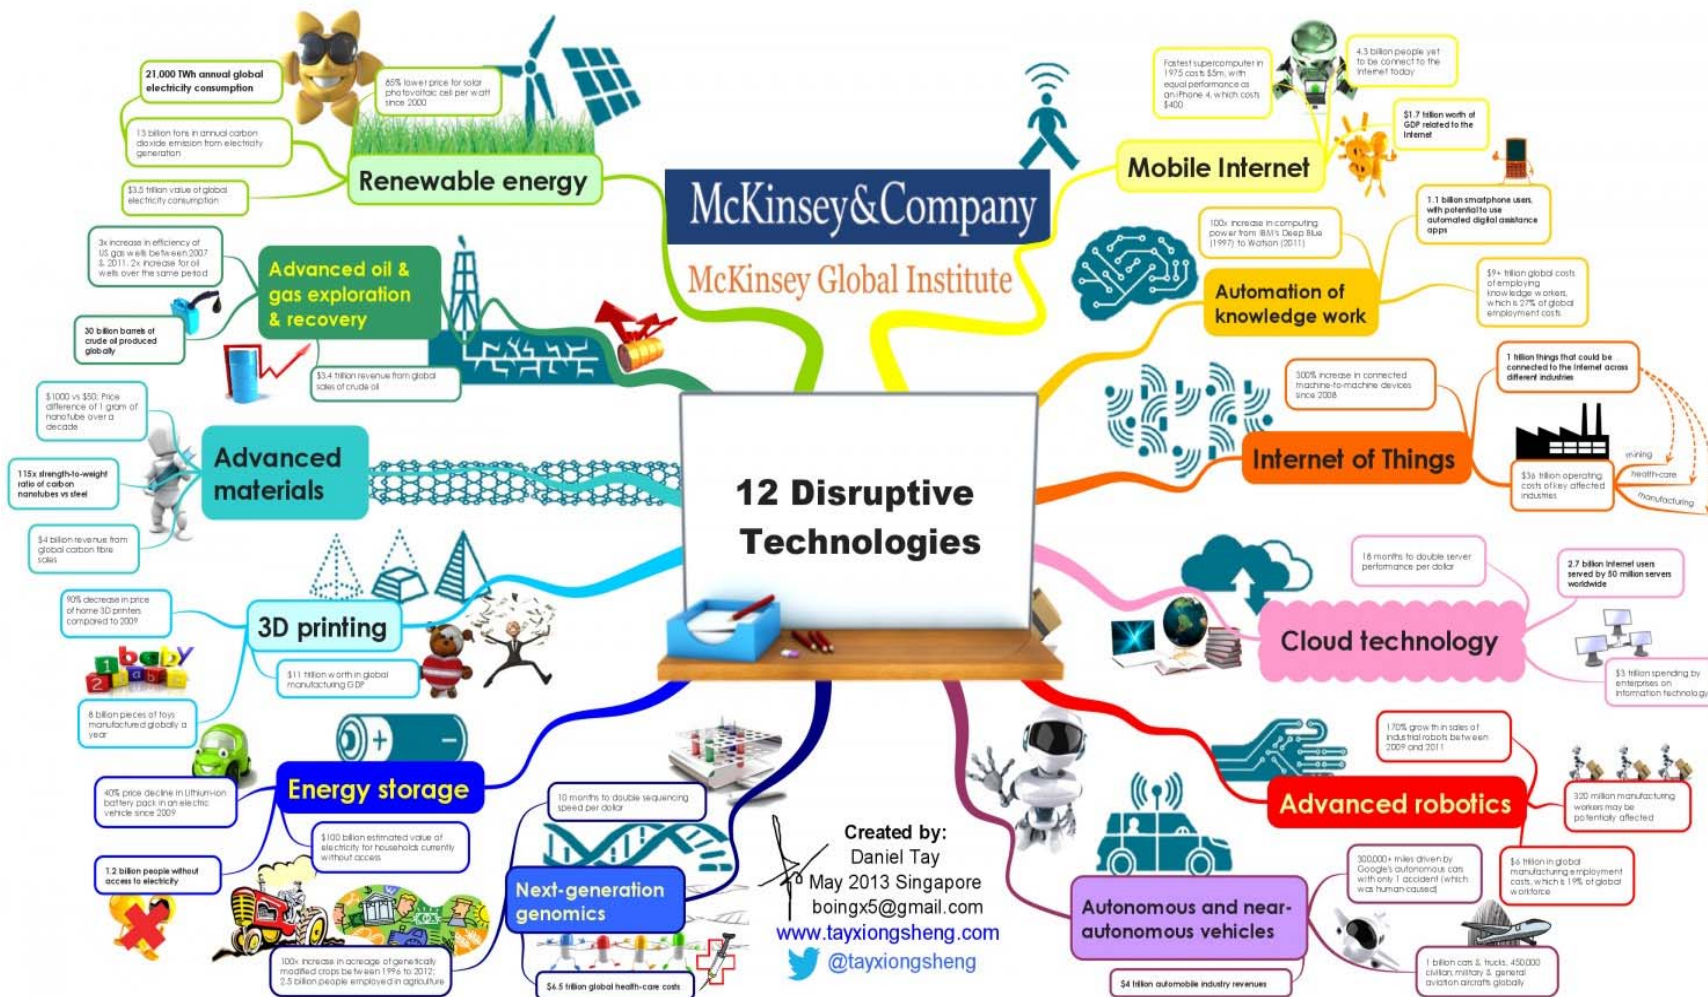 McKinsey&Company
McKinsey Global Institute
12 Disruptive
Technologies
Mobile Internet
Fastest supercomputer in
1975 costs $5m, with
equal performance as
an iPhone 4, which costs
$400
4.3 billion people yet
to be connect to the
Internet today
$1.7 trillion worth of
GDP related to the
Internet
Automation of
knowledge work
100x increase in computing
power from IBM's Deep Blue
(1997) to Watson (2011)
1.1 billion smartphone users,
with potential to use
automated digital assistance
apps
$9+ trillion global costs
of employing
knowledge workers,
which is 27% of global
employment costs
Internet of Things
300% increase in connected
machine-to-machine devices
since 2008
1 trillion things that could be
connected to the Internet across
different industries
$36 trillion operating
costs of key affected
industries
mining
health-care
manufacturing
Cloud technology
18 months to double server
performance per dollar
2.7 billion Internet users
served by 50 million servers
worldwide
$3 trillion spending by
enterprises on
information technology
Advanced robotics
170% growth in sales of
industrial robots between
2009 and 2011
320 million manufacturing
workers may be
potentially affected
$6 trillion in global
manufacturing employment
costs, which is 19% of global
workforce
Autonomous and near-
autonomous vehicles
300,000+ miles driven by
Google's autonomous cars
with only 1 accident (which
was human-caused)
1 billion cars & trucks, 450,000
civilian, military & general
aviation aircrafts globally
$4 trillion automobile industry revenues
Next-generation
genomics
10 months to double sequencing
speed per dollar
100x increase in acreage of genetically
modified crops between 1996 to 2012;
2.5 billion people employed in agriculture
$6.5 trillion global health-care costs
Energy storage
40% price decline in Lithium-ion
battery pack in an electric
vehicle since 2009
$100 billion estimated value of
electricity for households currently
without access
1.2 billion people without
access to electricity
3D printing
90% decrease in price
of home 3D printers
compared to 2009
$11 trillion worth in global
manufacturing GDP
baby
8 billion pieces of toys
manufactured globally a
year
Advanced
materials
$1000 vs $50: Price
difference of 1 gram of
nanotube over a
decade
115x strength-to-weight
ratio of carbon
nanotubes vs steel
$4 billion revenue from
global carbon fibre
sales
Advanced oil &
gas exploration
& recovery
3x increase in efficiency of
US gas wells between 2007
& 2011. 2x increase for oil
wells over the same period
30 billion barrels of
crude oil produced
globally
$3.4 trillion revenue from global
sales of crude oil
Renewable energy
21,000 TWh annual global
electricity consumption
85% lower price for solar
photovoltaic cell per watt
since 2000
13 billion tons in annual carbon
dioxide emission from electricity
generation
$3.5 trillion value of global
electricity consumption
Created by:
Daniel Tay
May 2013 Singapore
boingx5@gmail.com
www.tayxiongsheng.com
@tayxiongsheng